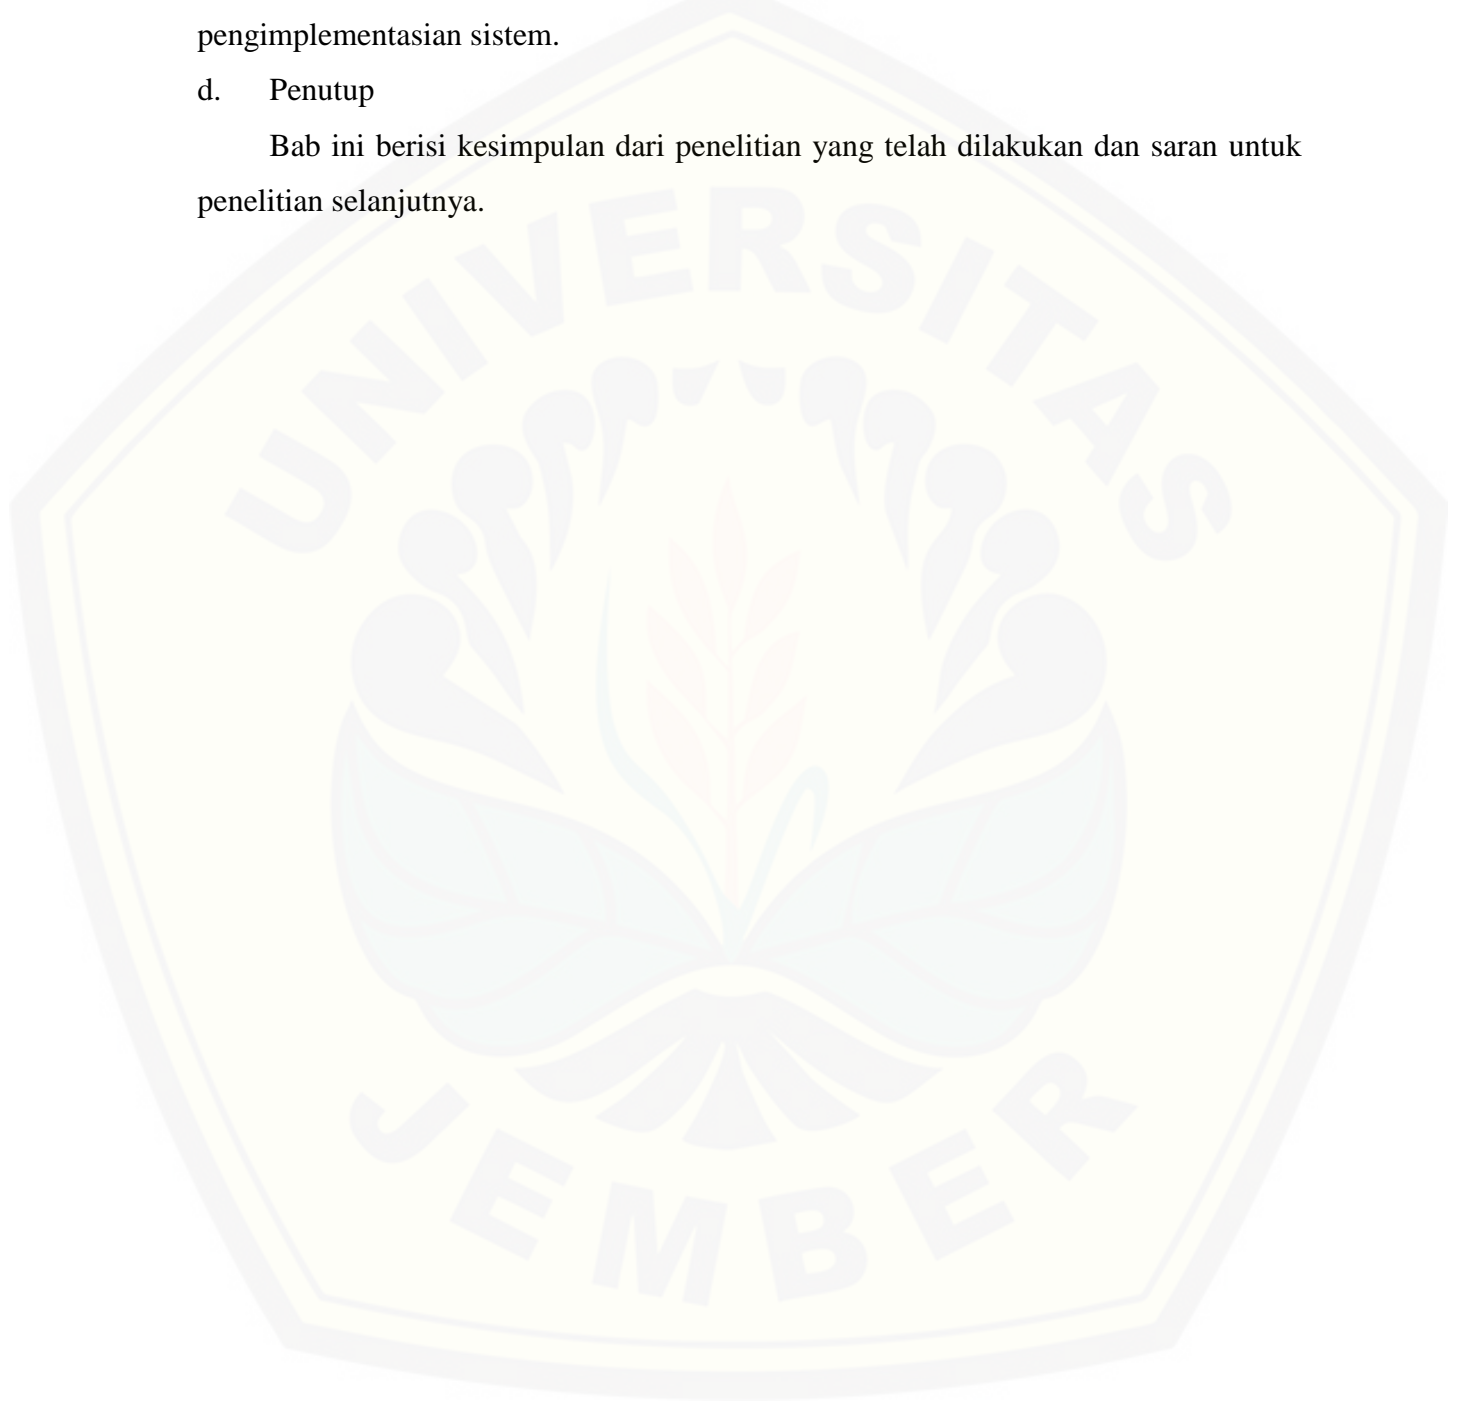 pengimplementasian sistem.
d. Penutup
Bab ini berisi kesimpulan dari penelitian yang telah dilakukan dan saran untuk
penelitian selanjutnya.
UNIVERSITAS
JEMBER